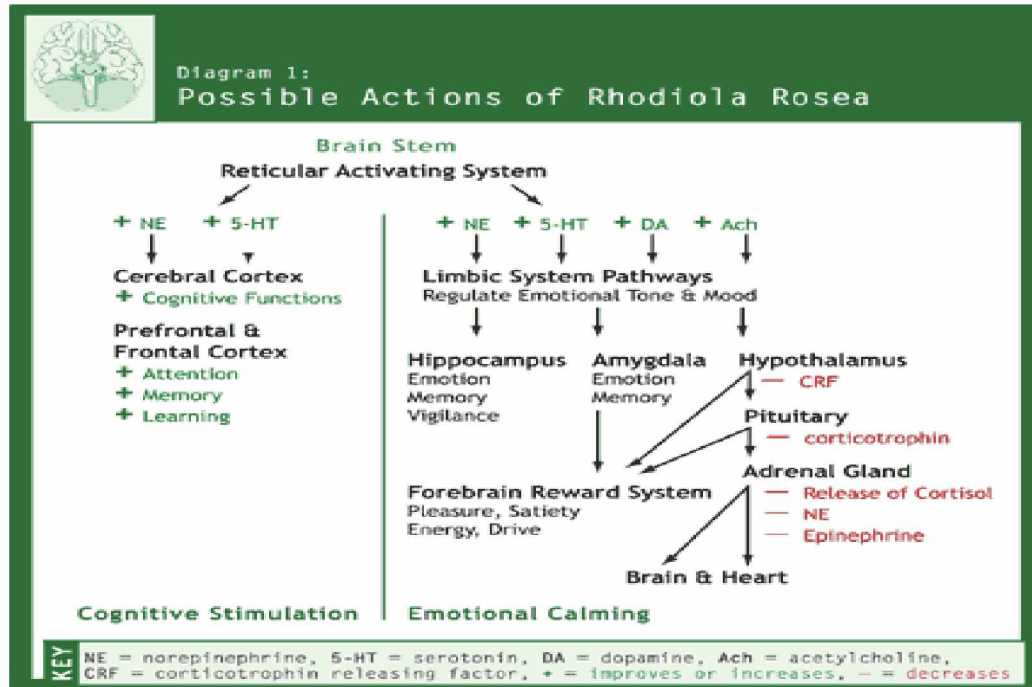 Diagram 1:
Possible Actions of Rhodiola Rosea
Brain Stem
Reticular Activating System
+ NE + 5-HT
Cerebral Cortex
+ Cognitive Functions
Prefrontal &
Frontal Cortex
+ Attention
+ Memory
+ Learning
Cognitive Stimulation
+ NE + 5-HT + DA + Ach
Limbic System Pathways
Regulate Emotional Tone & Mood
Hippocampus
Emotion
Memory
Vigilance
Amygdala
Emotion
Memory
Hypothalamus
— CRF
Pituitary
— corticotrophin
Adrenal Gland
— Release of Cortisol
— NE
— Epinephrine
Forebrain Reward System
Pleasure, Satiety
Energy, Drive
Brain & Heart
Emotional Calming
KEY
NE = norepinephrine, 5-HT = serotonin, DA = dopamine, Ach = acetylcholine,
CRF = corticotrophin releasing factor, + = improves or increases, — = decreases